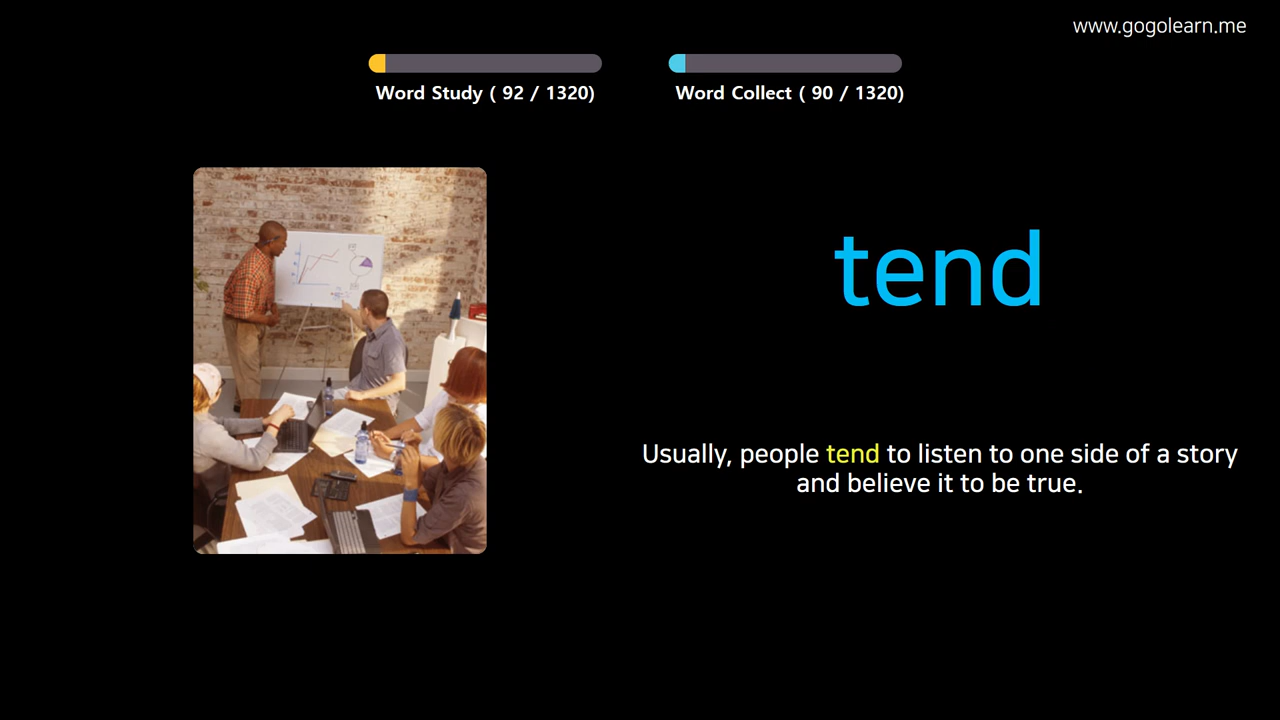 www.gogolearn.me
Word Study ( 92 / 1320)
Word Collect ( 90 / 1320)
tend
Usually, people tend to listen to one side of a story
and believe it to be true.